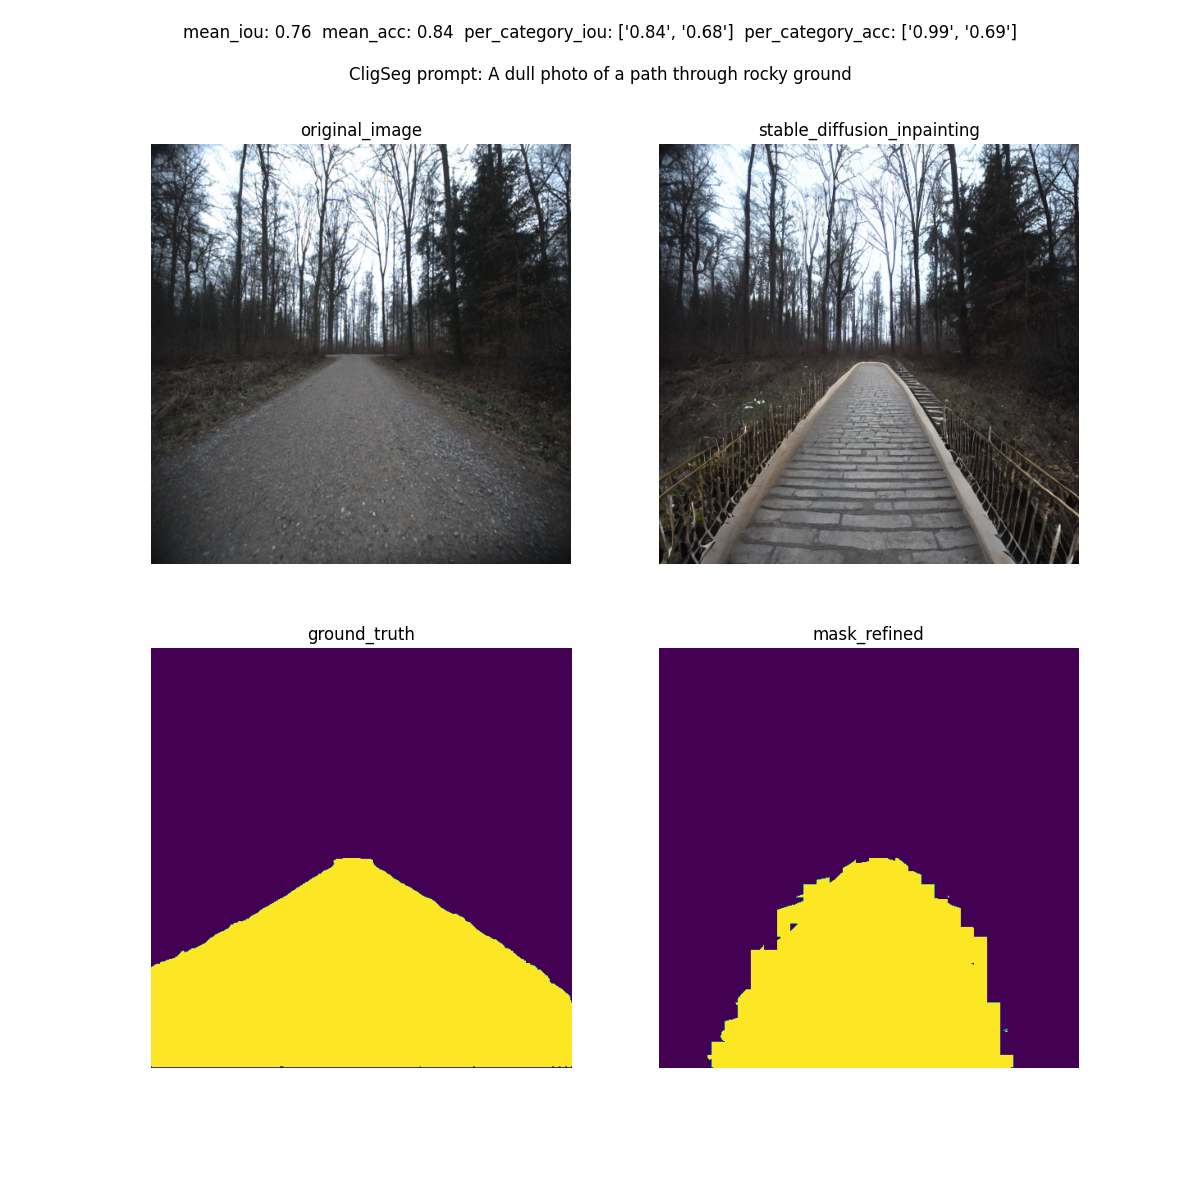 mean_iou: 0.76  mean_acc: 0.84  per_category_iou: ['0.84', '0.68']  per_category_acc: ['0.99', '0.69']
CligSeg prompt: A dull photo of a path through rocky ground
original_image
stable_diffusion_inpainting
ground_truth
mask_refined